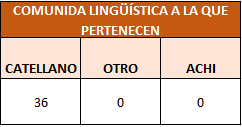 COMUNIDA LINGÜÍSTICA A LA QUE
PERTENECEN
CATELLANO OTRO ACHI
36 0 0